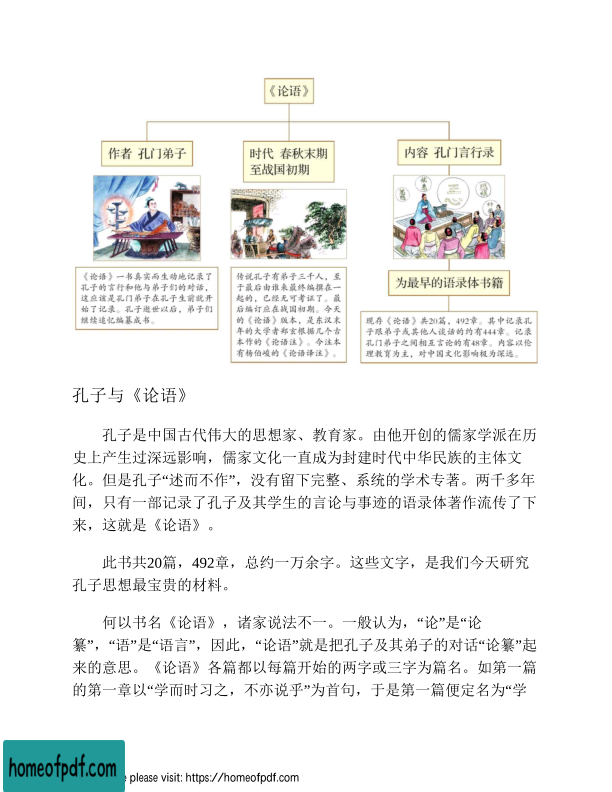 《论语》
作者 孔门弟子
《论语》一书真实而生动地记录了
孔子的言行和他与弟子们的对话，
这应该是孔门弟子在孔子生前就开
始了记录。孔子逝世以后，弟子们
继续追忆编纂成书。
时代 春秋末期
至战国初期
传说孔子有弟子三千人，至
于最后由谁来最终编撰在一
起的，已经无可考证了。最
后编订应在战国初期。今天
的《论语》版本，是东汉末
年的大学者郑玄根据几个古
本作的《论语注》。今注本
有杨伯峻的《论语译注》。
内容 孔门言行录
为最早的语录体书籍
现存《论语》共20篇，492章。其中记录孔
子跟弟子或其他人谈话的约有444章。记录
孔门弟子之间相互言论的有48章。内容以伦
理教育为主，对中国文化影响极为深远。
孔子与《论语》
孔子是中国古代伟大的思想家、教育家。由他开创的儒家学派在历
史上产生过深远影响，儒家文化一直成为封建时代中华民族的主体文
化。但是孔子“述而不作”，没有留下完整、系统的学术专著。两千多年
间，只有一部记录了孔子及其学生的言论与事迹的语录体著作流传了下
来，这就是《论语》。
此书共20篇，492章，总约一万余字。这些文字，是我们今天研究
孔子思想最宝贵的材料。
何以书名《论语》，诸家说法不一。一般认为，“论”是“论
纂”，“语”是“语言”，因此，“论语”就是把孔子及其弟子的对话“论纂”起
来的意思。《论语》各篇都以每篇开始的两字或三字为篇名。如第一篇
的第一章以“学而时习之，不亦说乎”为首句，于是第一篇便定名为“学
homeofpdf.com
please visit: https://homeofpdf.com